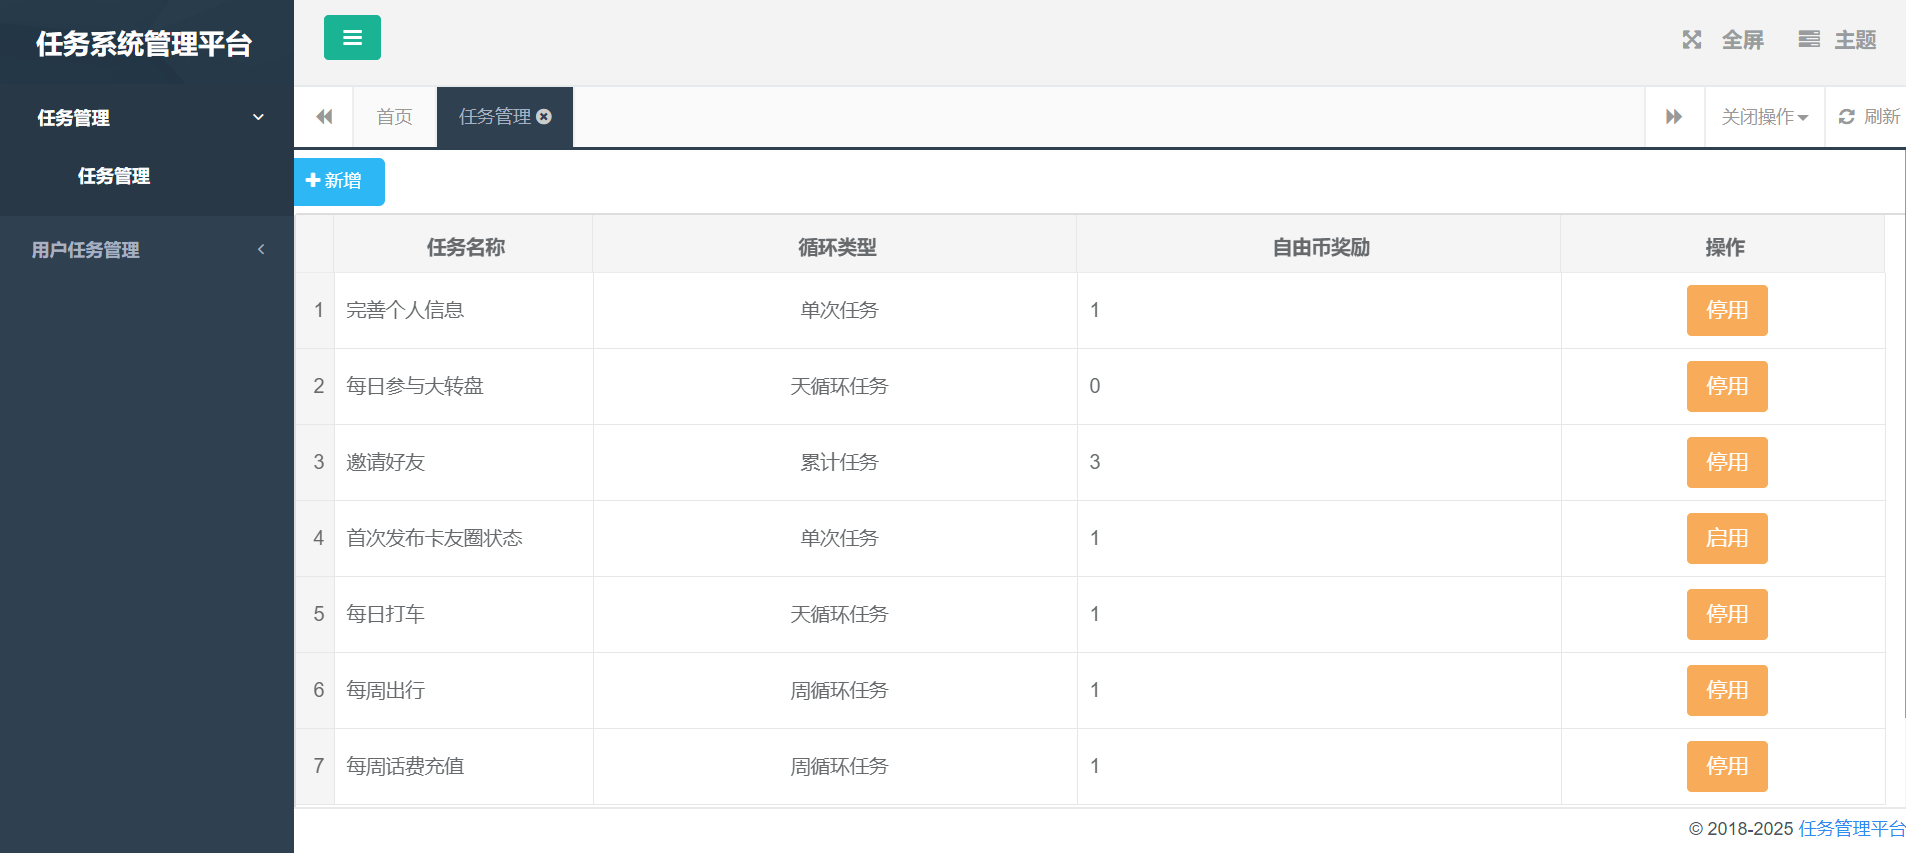 任务系统管理平台
全屏 主题
任务管理
任务管理
用户任务管理
首页 任务管理 关闭操作 刷新
新增
任务名称 循环类型 自由币奖励 操作
1 完善个人信息 单次任务 1 停用
2 每日参与大转盘 天循环任务 0 停用
3 邀请好友 累计任务 3 停用
4 首次发布卡友圈状态 单次任务 1 启用
5 每日打车 天循环任务 1 停用
6 每周出行 周循环任务 1 停用
7 每周话费充值 周循环任务 1 停用
© 2018-2025 任务管理平台